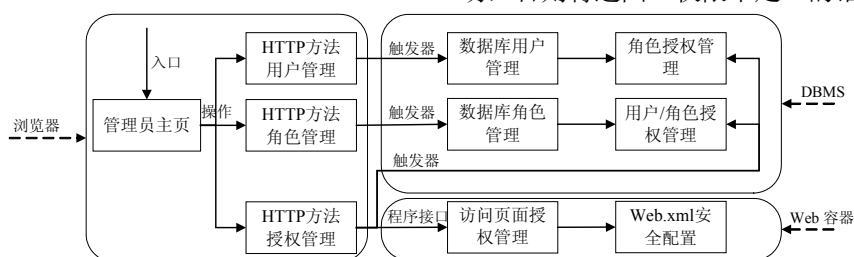 HTTP方法
用户管理
触发器
数据库用户
管理
角色授权管
理
入口
DBMS
浏览器
管理员主页
操作
HTTP方法
角色管理
触发器
数据库角色
管理
用户/角色授
权管理
触发器
HTTP方法
授权管理
程序接口
访问页面授
权管理
Web.xml安
全配置
Web 容器